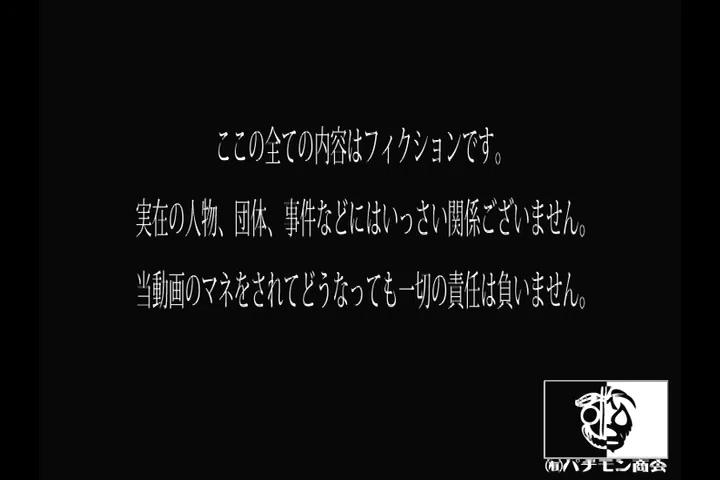 ここの全ての内容はフィクションです。
実在の人物、団体、事件などにはいっさい関係ございません。
当動画のマネをされてどうなっても一切の責任は負いません。
㈲パチモン商会